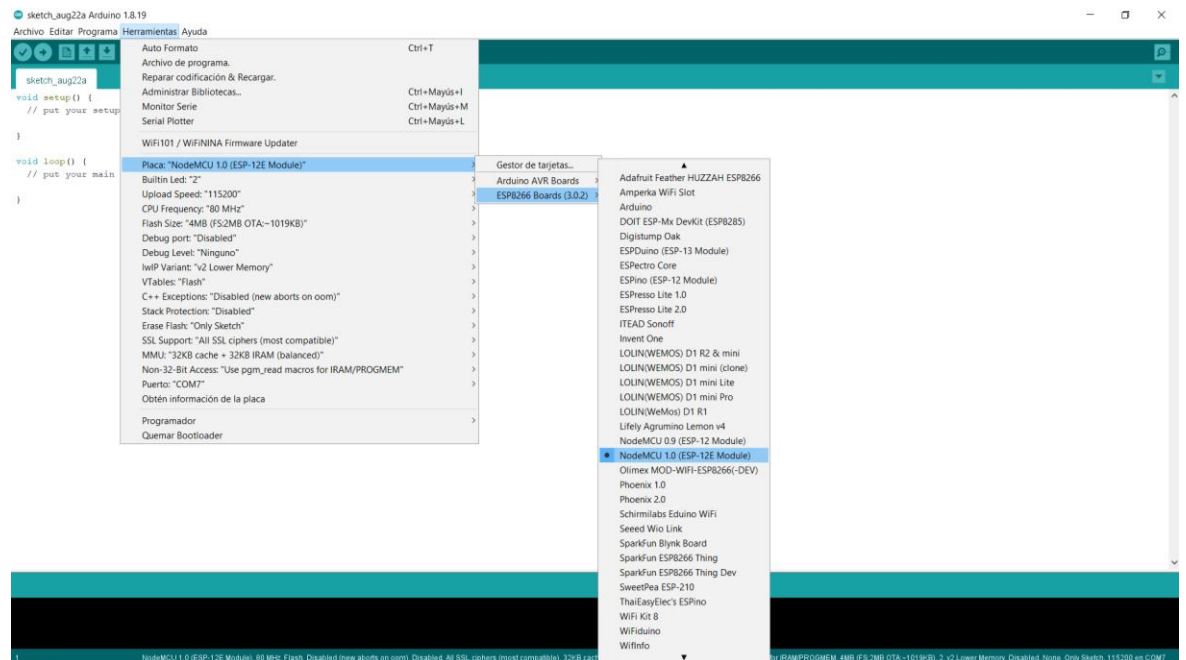 sketch_aug22a Arduino 1.8.19
Archivo Editar Programa Herramientas Ayuda
sketch_aug22a
void setup() {
// put your setup
}
void loop() {
// put your main
}
Auto Formato Ctrl+T
Archivo de programa.
Reparar codificación & Recargar.
Administrar Bibliotecas... Ctrl+Mayús+I
Monitor Serie Ctrl+Mayús+M
Serial Plotter Ctrl+Mayús+L
WiFi101 / WiFiNINA Firmware Updater
Placa: "NodeMCU 1.0 (ESP-12E Module)"
Builtin Led: "2"
Upload Speed: "115200"
CPU Frequency: "80 MHz"
Flash Size: "4MB (FS:2MB OTA:~1019KB)"
Debug port: "Disabled"
Debug Level: "Ninguno"
lwIP Variant: "v2 Lower Memory"
VTables: "Flash"
C++ Exceptions: "Disabled (new aborts on oom)"
Stack Protection: "Disabled"
Erase Flash: "Only Sketch"
SSL Support: "All SSL ciphers (most compatible)"
MMU: "32KB cache + 32KB IRAM (balanced)"
Non-32-Bit Access: "Use pgm_read macros for IRAM/PROGMEM"
Puerto: "COM7"
Obtén información de la placa
Programador
Quemar Bootloader
Gestor de tarjetas...
Arduino AVR Boards
ESP8266 Boards (3.0.2)
Adafruit Feather HUZZAH ESP8266
Amperka WiFi Slot
Arduino
DOIT ESP-Mx DevKit (ESP8285)
Digistump Oak
ESPDuino (ESP-13 Module)
ESPectro Core
ESPino (ESP-12 Module)
ESPresso Lite 1.0
ESPresso Lite 2.0
ITEAD Sonoff
Invent One
LOLIN(WEMOS) D1 R2 & mini
LOLIN(WEMOS) D1 mini (clone)
LOLIN(WEMOS) D1 mini Lite
LOLIN(WEMOS) D1 mini Pro
LOLIN(WeMos) D1 R1
Lifely Agrumino Lemon v4
NodeMCU 0.9 (ESP-12 Module)
NodeMCU 1.0 (ESP-12E Module)
Olimex MOD-WIFI-ESP8266(-DEV)
Phoenix 1.0
Phoenix 2.0
Schirmilabs Eduino WiFi
Seeed Wio Link
SparkFun Blynk Board
SparkFun ESP8266 Thing
SparkFun ESP8266 Thing Dev
SweetPea ESP-210
ThaiEasyElec's ESPino
WiFi Kit 8
WiFiduino
WifInfo
1 NodeMCU 1.0 (ESP-12E Module), 80 MHz, Flash, Disabled (new aborts on oom), Disabled, All SSL ciphers (most compatible), 32KB cach or IRAM/PROGMEM, 4MB (FS:2MB OTA:~1019KB), 2, v2 Lower Memory, Disabled, None, Only Sketch, 115200 en COM7